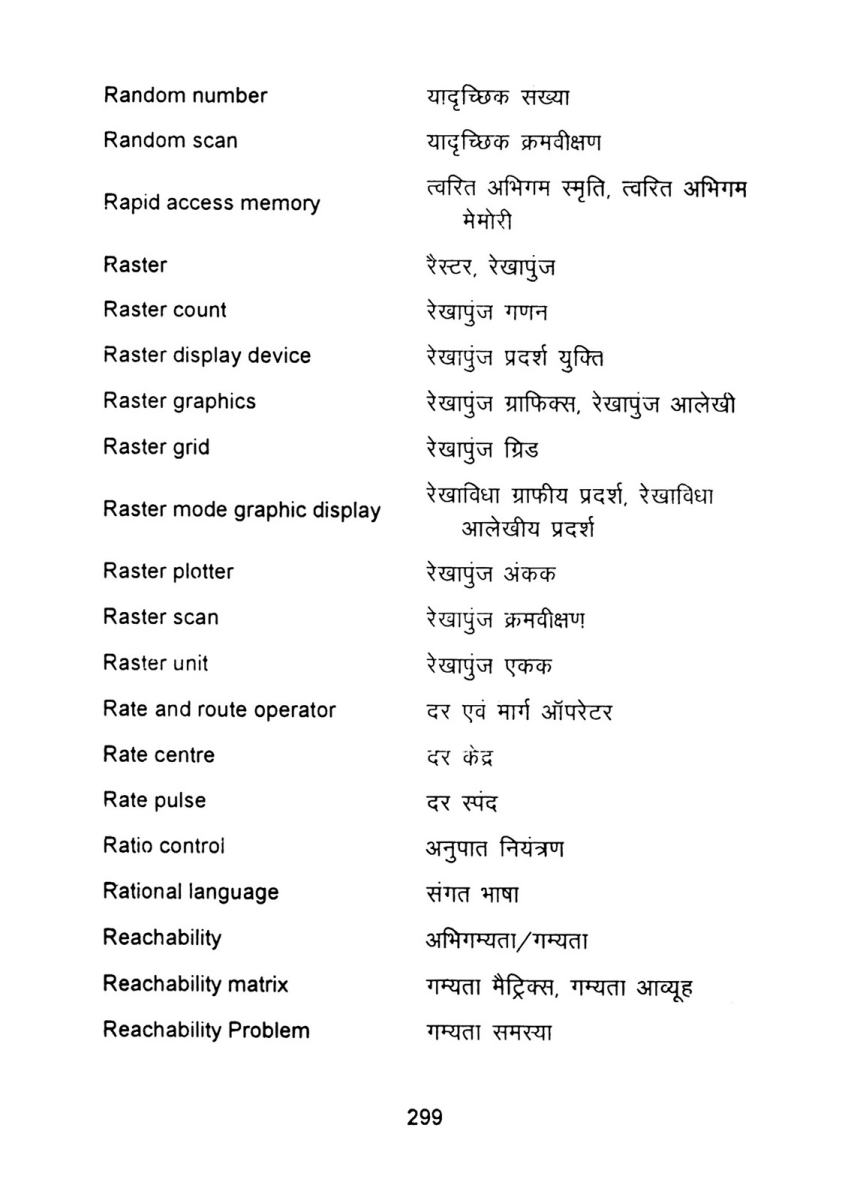 Random number यादृच्छिक संख्या
Random scan यादृच्छिक क्रमवीक्षण
Rapid access memory त्वरित अभिगम स्मृति, त्वरित अभिगम
मेमोरी
Raster रैस्टर, रेखापुंज
Raster count रेखापुंज गणन
Raster display device रेखापुंज प्रदर्श युक्ति
Raster graphics रेखापुंज ग्राफिक्स, रेखापुंज आलेखी
Raster grid रेखापुंज ग्रिड
Raster mode graphic display रेखाविधा ग्राफीय प्रदर्श, रेखाविधा
आलेखीय प्रदर्श
Raster plotter रेखापुंज अंकक
Raster scan रेखापुंज क्रमवीक्षण
Raster unit रेखापुंज एकक
Rate and route operator दर एवं मार्ग ऑपरेटर
Rate centre दर केंद्र
Rate pulse दर स्पंद
Ratio control अनुपात नियंत्रण
Rational language संगत भाषा
Reachability अभिगम्यता/गम्यता
Reachability matrix गम्यता मैट्रिक्स, गम्यता आव्यूह
Reachability Problem गम्यता समस्या
299